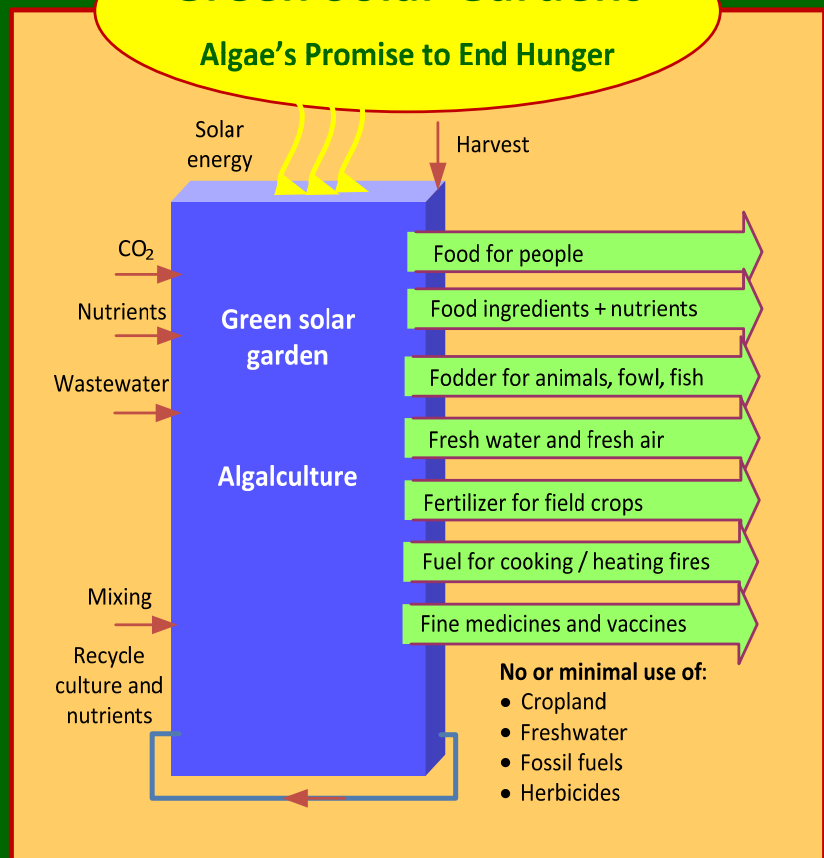 Green Solar Gardens
Algae's Promise to End Hunger
Solar
energy
Harvest
CO₂
Nutrients
Wastewater
Green solar
garden
Algalculture
Food for people
Food ingredients + nutrients
Fodder for animals, fowl, fish
Fresh water and fresh air
Fertilizer for field crops
Fuel for cooking / heating fires
Fine medicines and vaccines
Mixing
Recycle
culture and
nutrients
No or minimal use of:
• Cropland
• Freshwater
• Fossil fuels
• Herbicides